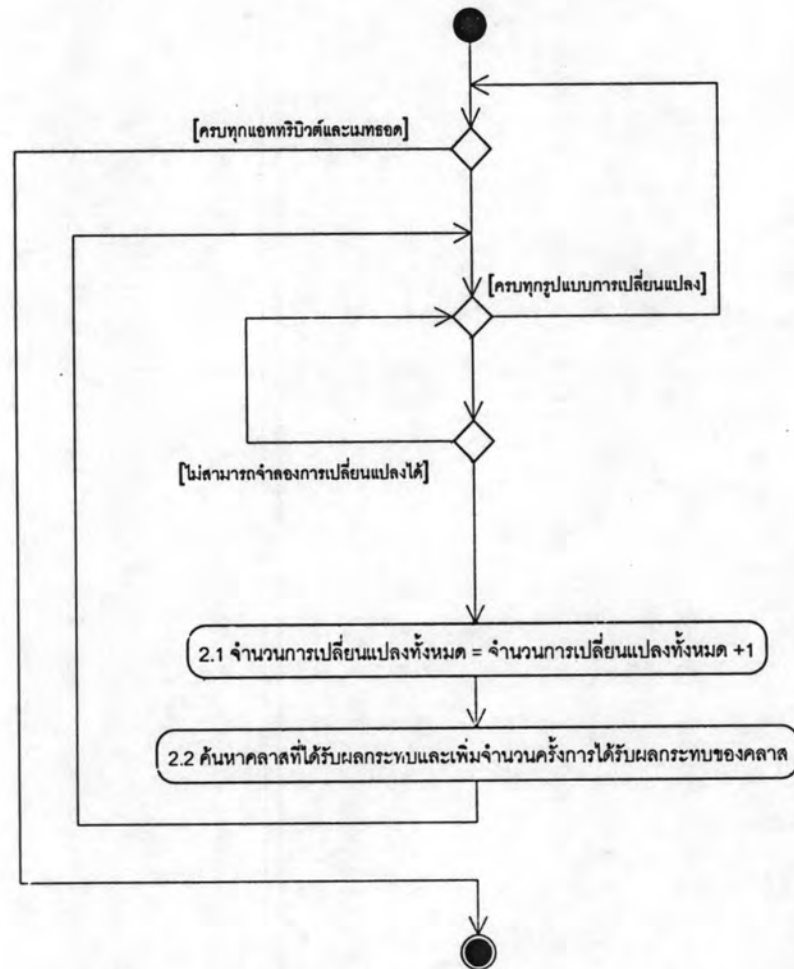 [ครบทุกแอททริบิวต์และเมทธอด]
[ครบทุกรูปแบบการเปลี่ยนแปลง]
[ไม่สามารถจำลองการเปลี่ยนแปลงได้]
2.1 จำนวนการเปลี่ยนแปลงทั้งหมด = จำนวนการเปลี่ยนแปลงทั้งหมด +1
2.2 ค้นหาคลาสที่ได้รับผลกระทบและเพิ่มจำนวนครั้งการได้รับผลกระทบของคลาส